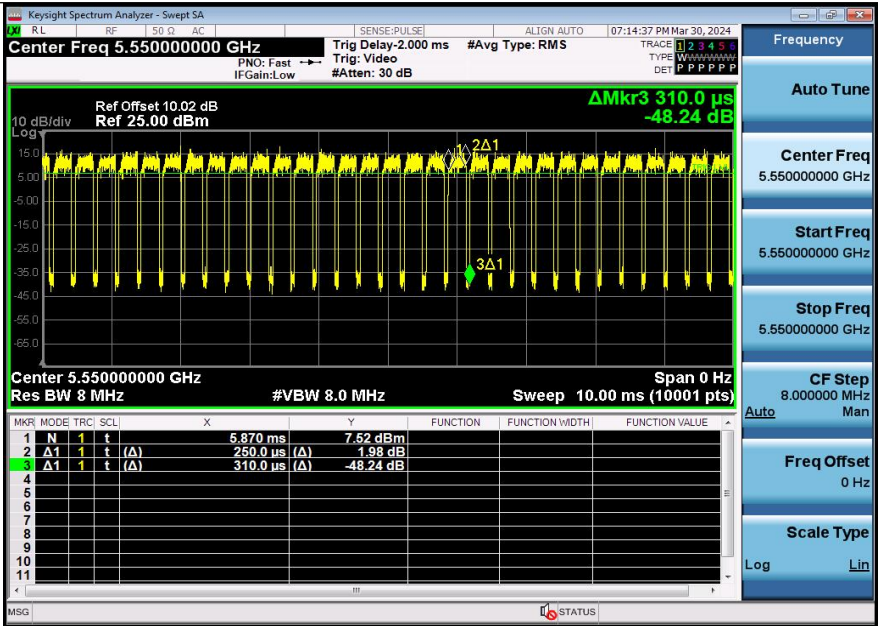 Keysight Spectrum Analyzer - Swept SA
LXI RL RF 50 Ω AC SENSE:PULSE ALIGN AUTO 07:14:37 PM Mar 30, 2024
Center Freq 5.550000000 GHz
PNO: Fast
IFGain:Low
Trig Delay-2.000 ms
Trig: Video
#Atten: 30 dB
#Avg Type: RMS
TRACE 1 2 3 4 5 6
TYPE WWWWWW
DET P P P P P P
Ref Offset 10.02 dB
10 dB/div Ref 25.00 dBm
Log
ΔMkr3 310.0 µs
-48.24 dB
15.0
5.00
-5.00
-15.0
-25.0
-35.0
-45.0
-55.0
-65.0
1 2Δ1
3Δ1
Center 5.550000000 GHz Span 0 Hz
Res BW 8 MHz #VBW 8.0 MHz Sweep 10.00 ms (10001 pts)
MKR MODE TRC SCL X Y FUNCTION FUNCTION WIDTH FUNCTION VALUE
1 N 1 t 5.870 ms 7.52 dBm
2 Δ1 1 t (Δ) 250.0 µs (Δ) 1.98 dB
3 Δ1 1 t (Δ) 310.0 µs (Δ) -48.24 dB
4
5
6
7
8
9
10
11
MSG STATUS
Frequency
Auto Tune
Center Freq
5.550000000 GHz
Start Freq
5.550000000 GHz
Stop Freq
5.550000000 GHz
CF Step
8.000000 MHz
Auto Man
Freq Offset
0 Hz
Scale Type
Log Lin